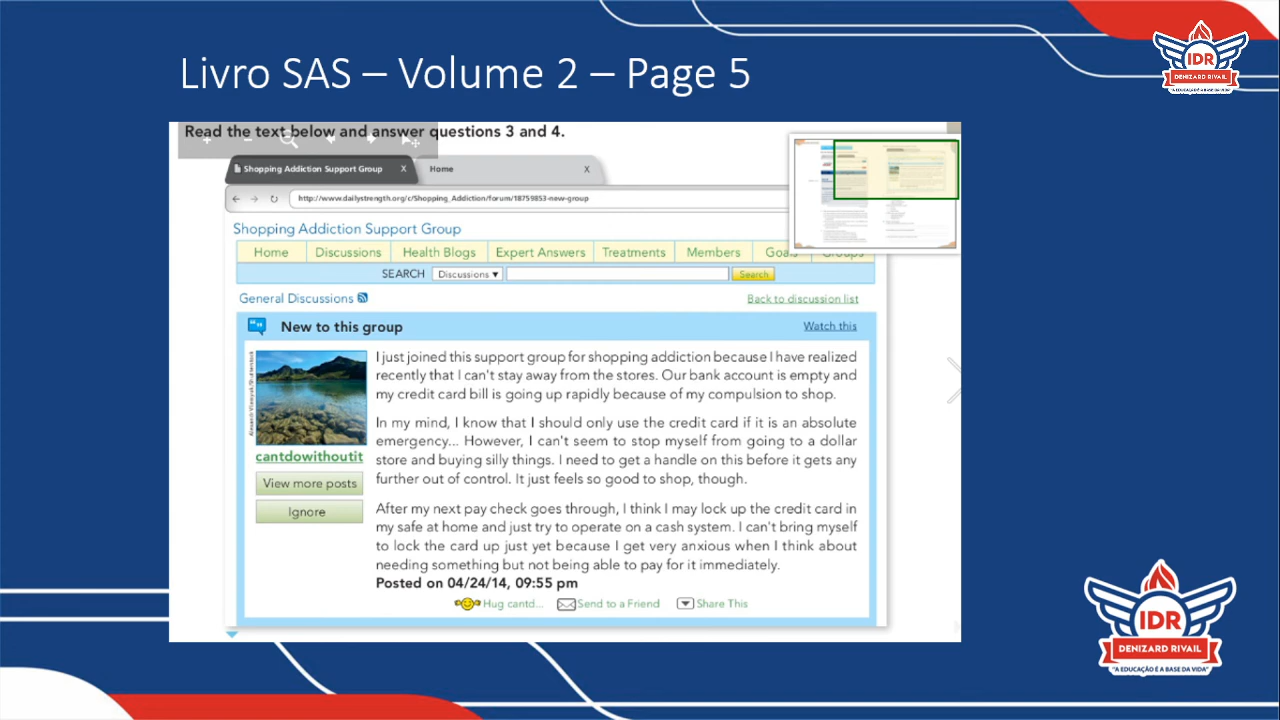 Livro SAS – Volume 2 – Page 5
IDR
DENIZARD RIVAIL
"A EDUCAÇÃO É A BASE DA VIDA"
Read the text below and answer questions 3 and 4.
Shopping Addiction Support Group X
Home X
http://www.dailystrength.org/c/Shopping_Addiction/forum/18759853-new-group
Shopping Addiction Support Group
Home Discussions Health Blogs Expert Answers Treatments Members Goals Groups
SEARCH Discussions Search
General Discussions Back to discussion list
New to this group Watch this
I just joined this support group for shopping addiction because I have realized
recently that I can't stay away from the stores. Our bank account is empty and
my credit card bill is going up rapidly because of my compulsion to shop.
In my mind, I know that I should only use the credit card if it is an absolute
emergency... However, I can't seem to stop myself from going to a dollar
store and buying silly things. I need to get a handle on this before it gets any
further out of control. It just feels so good to shop, though.
After my next pay check goes through, I think I may lock up the credit card in
my safe at home and just try to operate on a cash system. I can't bring myself
to lock the card up just yet because I get very anxious when I think about
needing something but not being able to pay for it immediately.
Posted on 04/24/14, 09:55 pm
cantdowithoutit
View more posts
Ignore
Hug cantd... Send to a Friend Share This
IDR
DENIZARD RIVAIL
"A EDUCAÇÃO É A BASE DA VIDA"